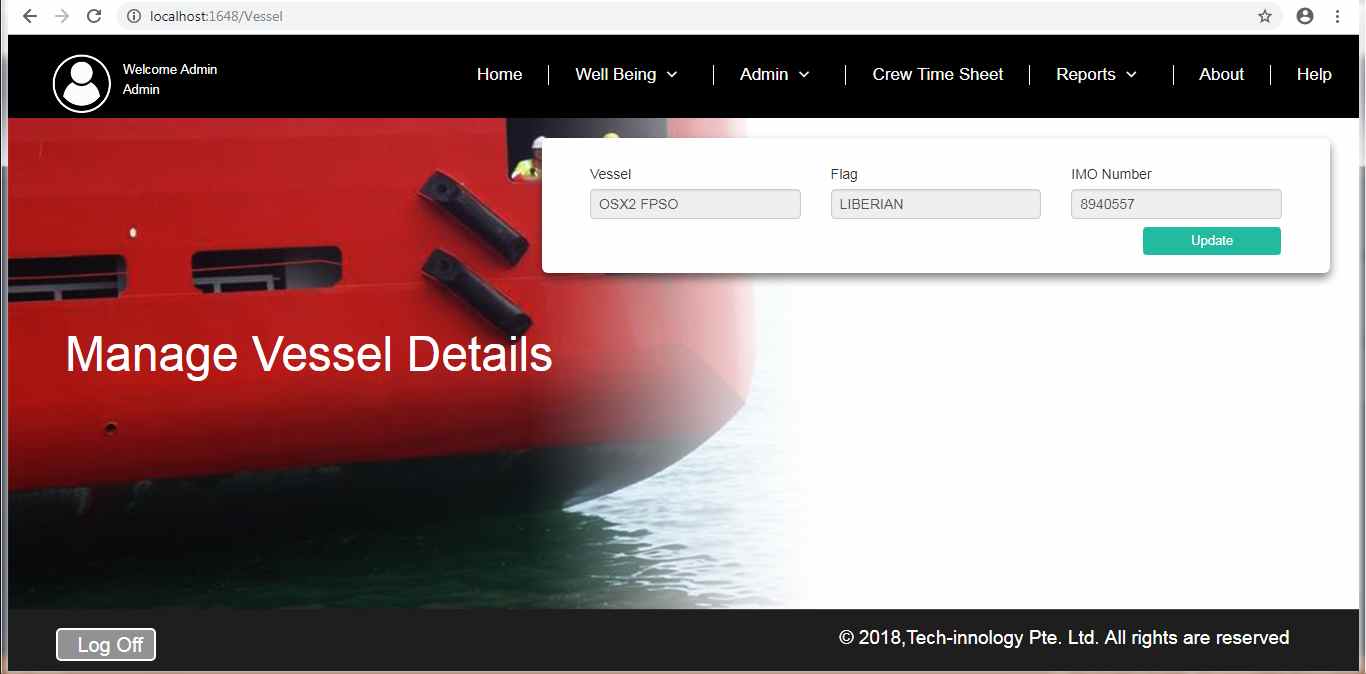 localhost:1648/Vessel
Welcome Admin
Admin
Home
Well Being
Admin
Crew Time Sheet
Reports
About
Help
Vessel
Flag
IMO Number
OSX2 FPSO
LIBERIAN
8940557
Update
Manage Vessel Details
Log Off
© 2018,Tech-innology Pte. Ltd. All rights are reserved